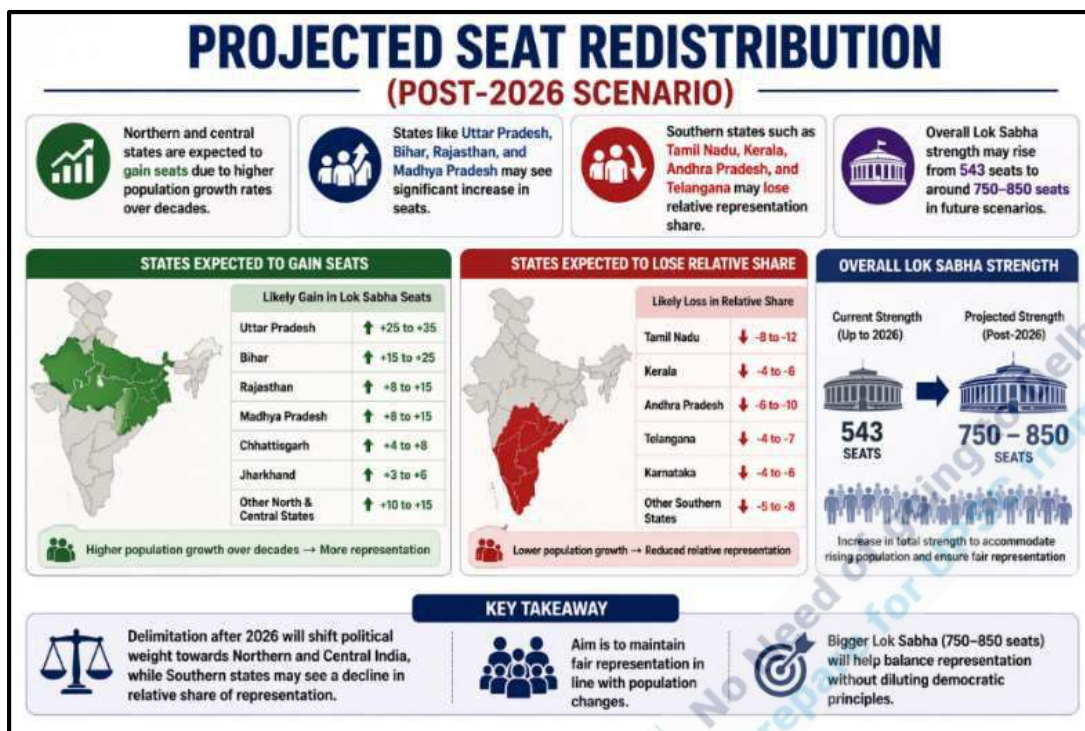 PROJECTED SEAT REDISTRIBUTION
(POST-2026 SCENARIO)
Northern and central
states are expected to
gain seats due to higher
population growth rates
over decades.
States like Uttar Pradesh,
Bihar, Rajasthan, and
Madhya Pradesh may see
significant increase in
seats.
Southern states such as
Tamil Nadu, Kerala,
Andhra Pradesh, and
Telangana may lose
relative representation
share.
Overall Lok Sabha
strength may rise
from 543 seats to
around 750–850 seats
in future scenarios.
STATES EXPECTED TO GAIN SEATS
Likely Gain in Lok Sabha Seats
Uttar Pradesh ↑ +25 to +35
Bihar ↑ +15 to +25
Rajasthan ↑ +8 to +15
Madhya Pradesh ↑ +8 to +15
Chhattisgarh ↑ +4 to +8
Jharkhand ↑ +3 to +6
Other North &
Central States ↑ +10 to +15
Higher population growth over decades → More representation
STATES EXPECTED TO LOSE RELATIVE SHARE
Likely Loss in Relative Share
Tamil Nadu ↓ -8 to -12
Kerala ↓ -4 to -6
Andhra Pradesh ↓ -6 to -10
Telangana ↓ -4 to -7
Karnataka ↓ -4 to -6
Other Southern
States ↓ -5 to -8
Lower population growth → Reduced relative representation
OVERALL LOK SABHA STRENGTH
Current Strength
(Up to 2026)
Projected Strength
(Post-2026)
543
SEATS
750 – 850
SEATS
Increase in total strength to accommodate
rising population and ensure fair representation
KEY TAKEAWAY
Delimitation after 2026 will shift political
weight towards Northern and Central India,
while Southern states may see a decline in
relative share of representation.
Aim is to maintain
fair representation in
line with population
changes.
Bigger Lok Sabha (750–850 seats)
will help balance representation
without diluting democratic
principles.
No Need of Going to
for UPSC from